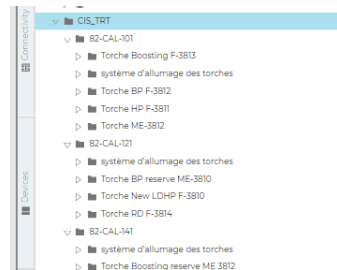 Connectivity
Devices
CIS_TRT
82-CAL-101
Torche Boosting F-3813
système d'allumage des torches
Torche BP F-3812
Torche HP F-3811
Torche ME-3812
82-CAL-121
système d'allumage des torches
Torche BP reserve ME-3810
Torche New LDHP F-3810
Torche RD F-3814
82-CAL-141
système d'allumage des torches
Torche Boosting reserve ME 3812